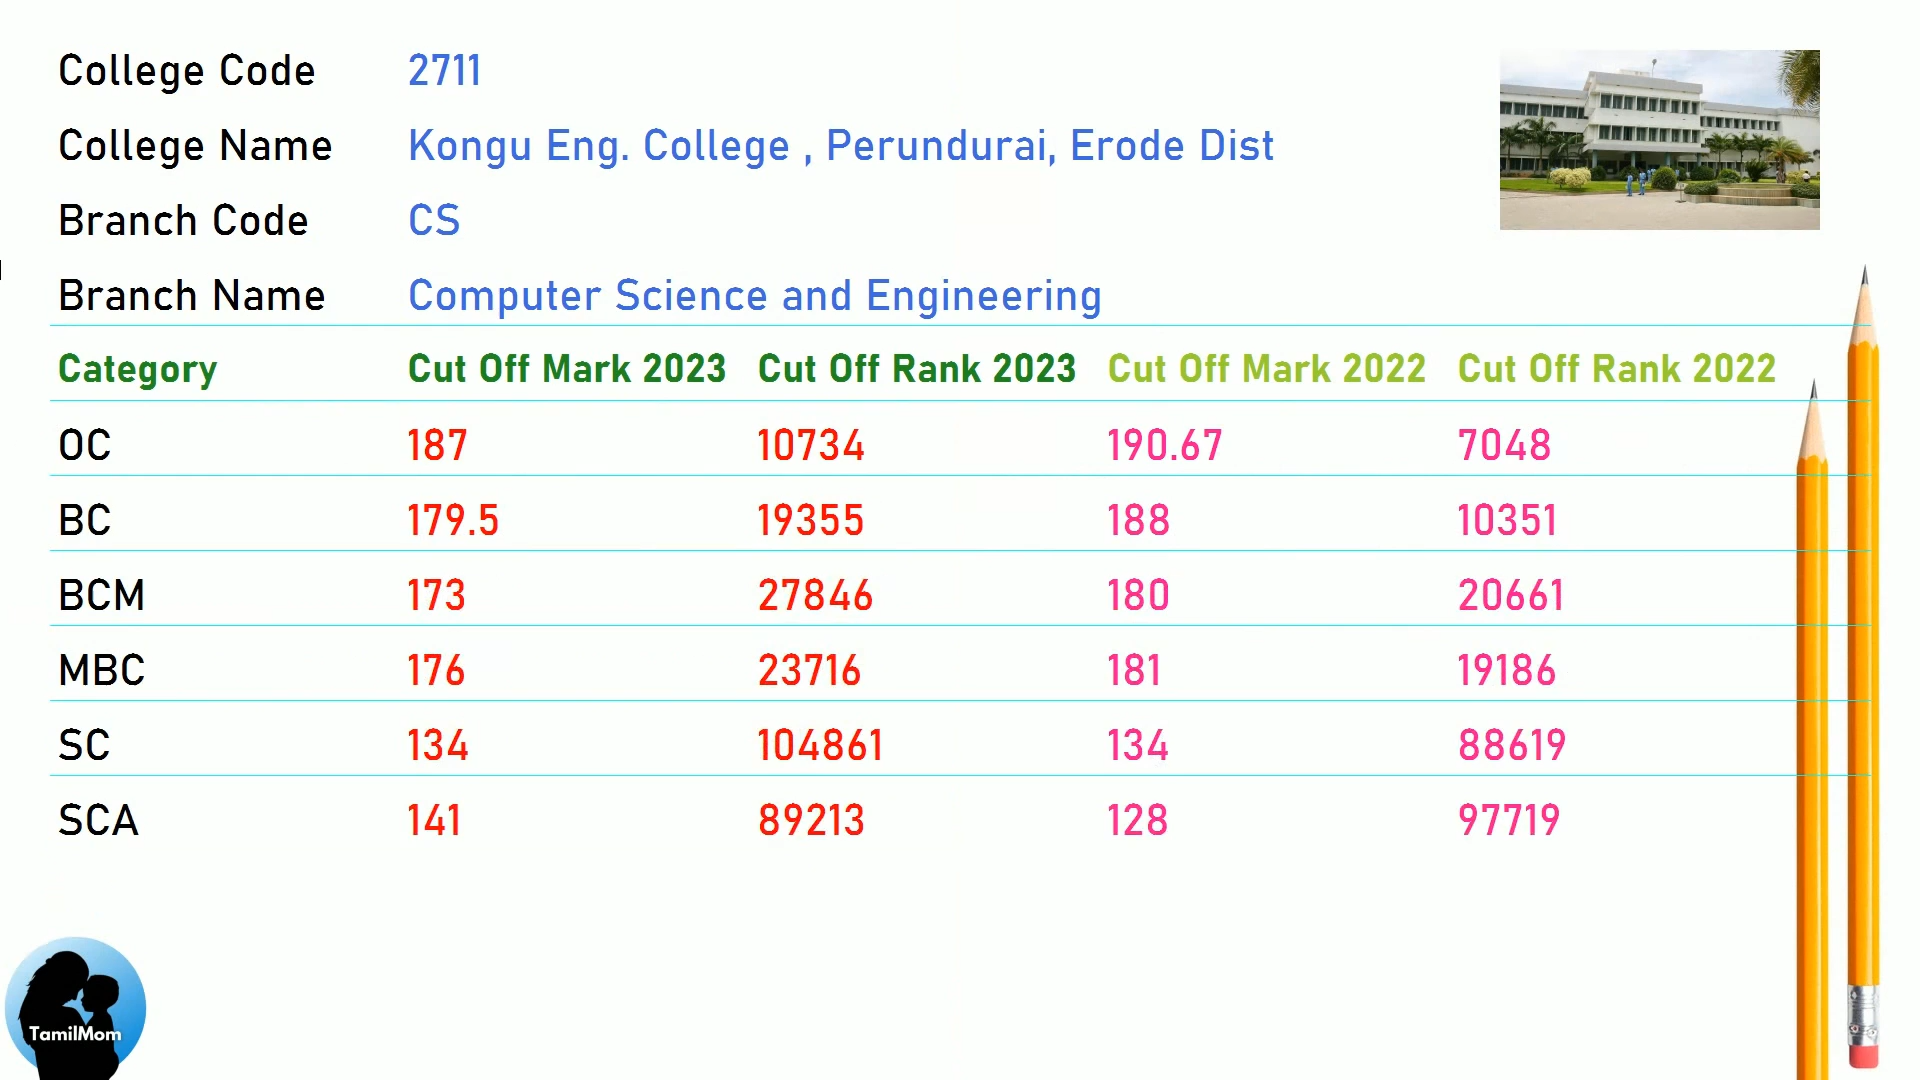 College Code 2711
College Name Kongu Eng. College , Perundurai, Erode Dist
Branch Code CS
Branch Name Computer Science and Engineering
Category Cut Off Mark 2023 Cut Off Rank 2023 Cut Off Mark 2022 Cut Off Rank 2022
OC 187 10734 190.67 7048
BC 179.5 19355 188 10351
BCM 173 27846 180 20661
MBC 176 23716 181 19186
SC 134 104861 134 88619
SCA 141 89213 128 97719
TamilMom